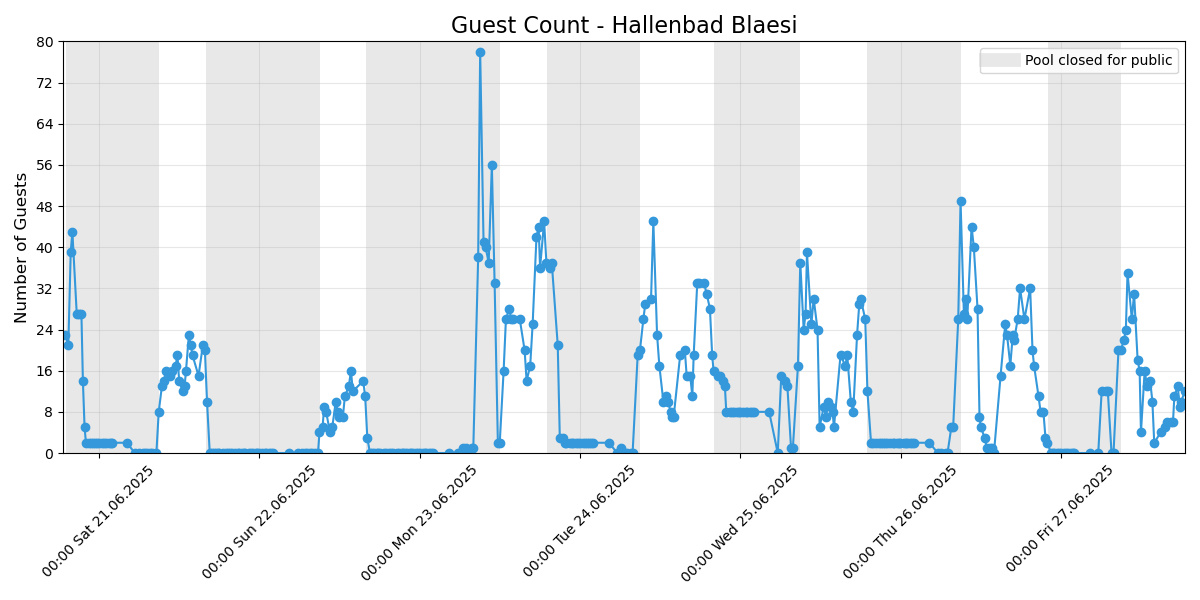 Guest Count - Hallenbad Blaesi
Pool closed for public
Number of Guests
80
72
64
56
48
40
32
24
16
8
0
00:00 Sat 21.06.2025
00:00 Sun 22.06.2025
00:00 Mon 23.06.2025
00:00 Tue 24.06.2025
00:00 Wed 25.06.2025
00:00 Thu 26.06.2025
00:00 Fri 27.06.2025